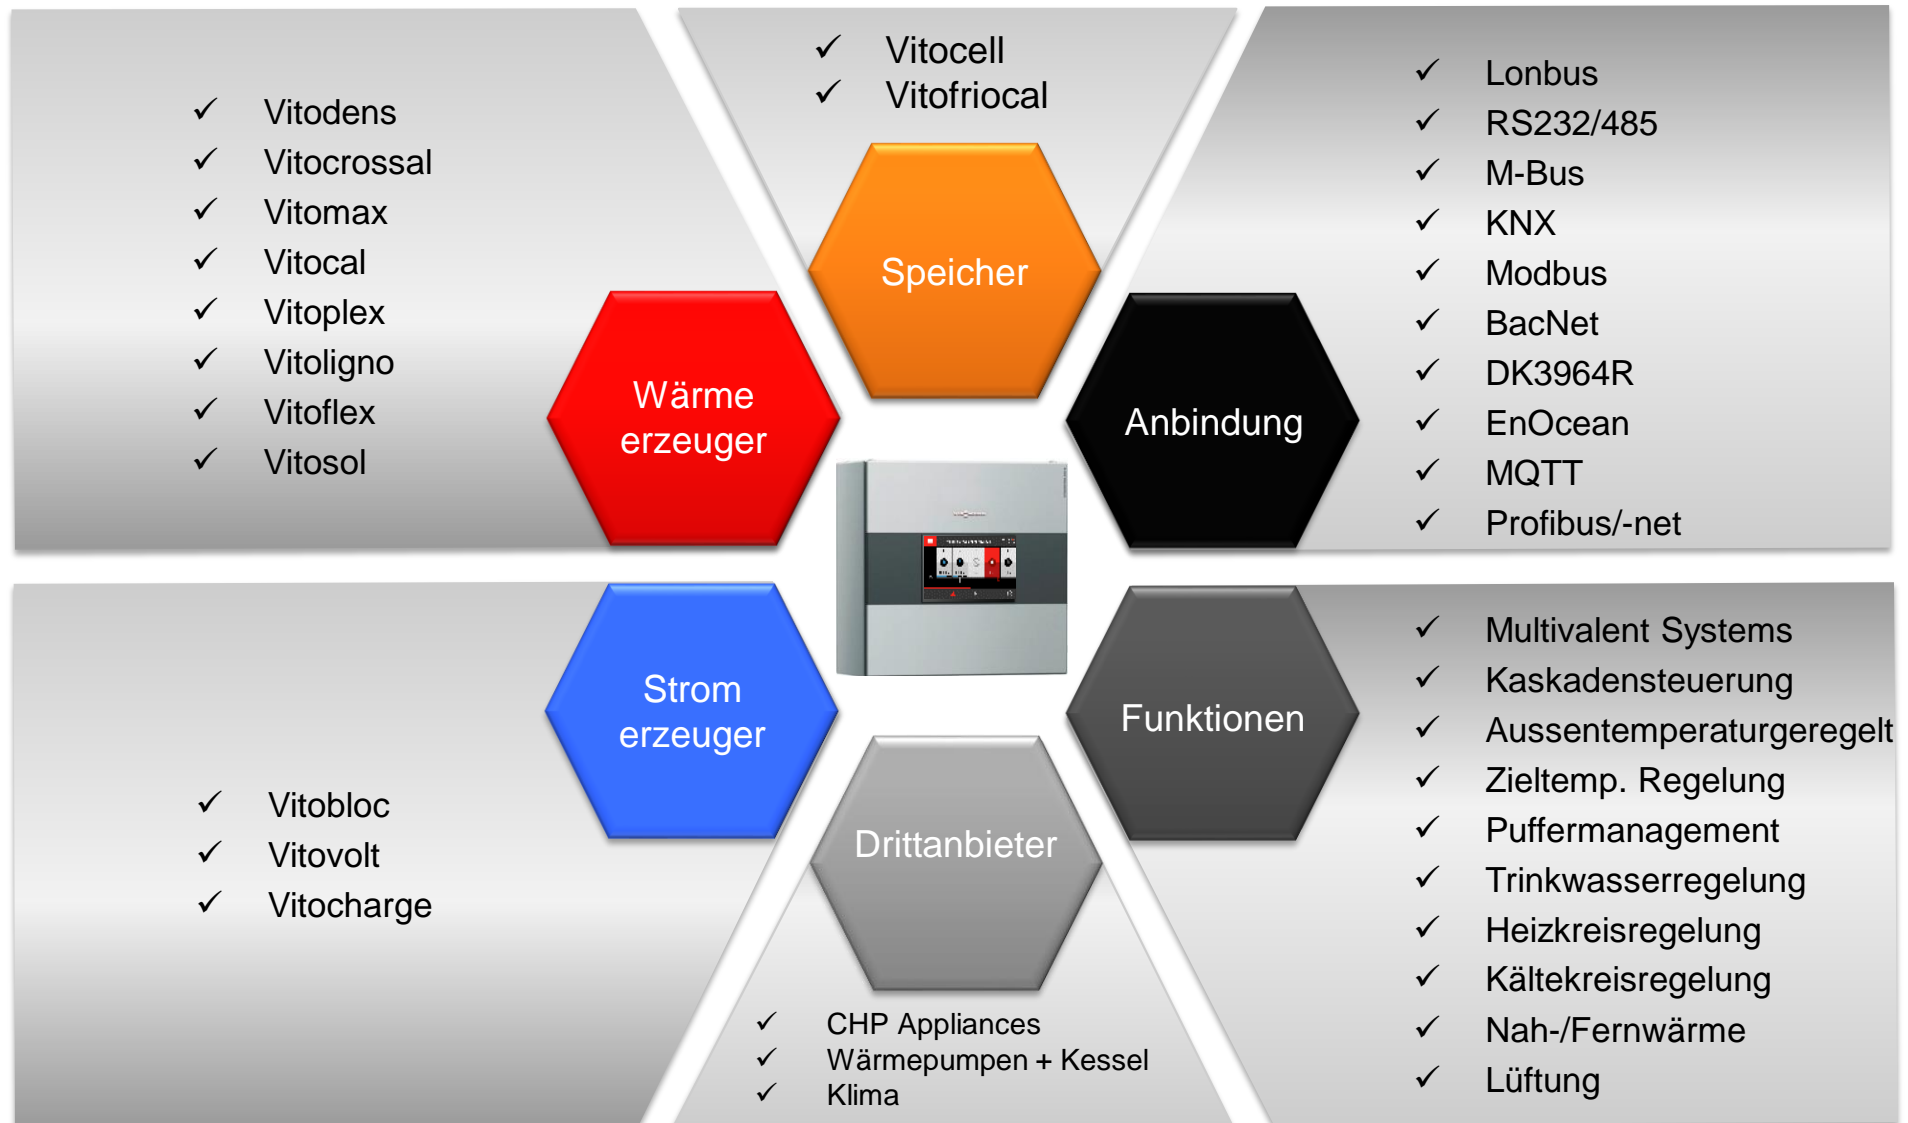 Vitocell
Vitofriocal
Speicher
Vitodens
Vitocrossal
Vitomax
Vitocal
Vitoplex
Vitoligno
Vitoflex
Vitosol
Wärme
erzeuger
Lonbus
RS232/485
M-Bus
KNX
Modbus
BacNet
DK3964R
EnOcean
MQTT
Profibus/-net
Anbindung
Strom
erzeuger
Vitobloc
Vitovolt
Vitocharge
Drittanbieter
CHP Appliances
Wärmepumpen + Kessel
Klima
Funktionen
Multivalent Systems
Kaskadensteuerung
Aussentemperaturgeregelt
Zieltemp. Regelung
Puffermanagement
Trinkwasserregelung
Heizkreisregelung
Kältekreisregelung
Nah-/Fernwärme
Lüftung